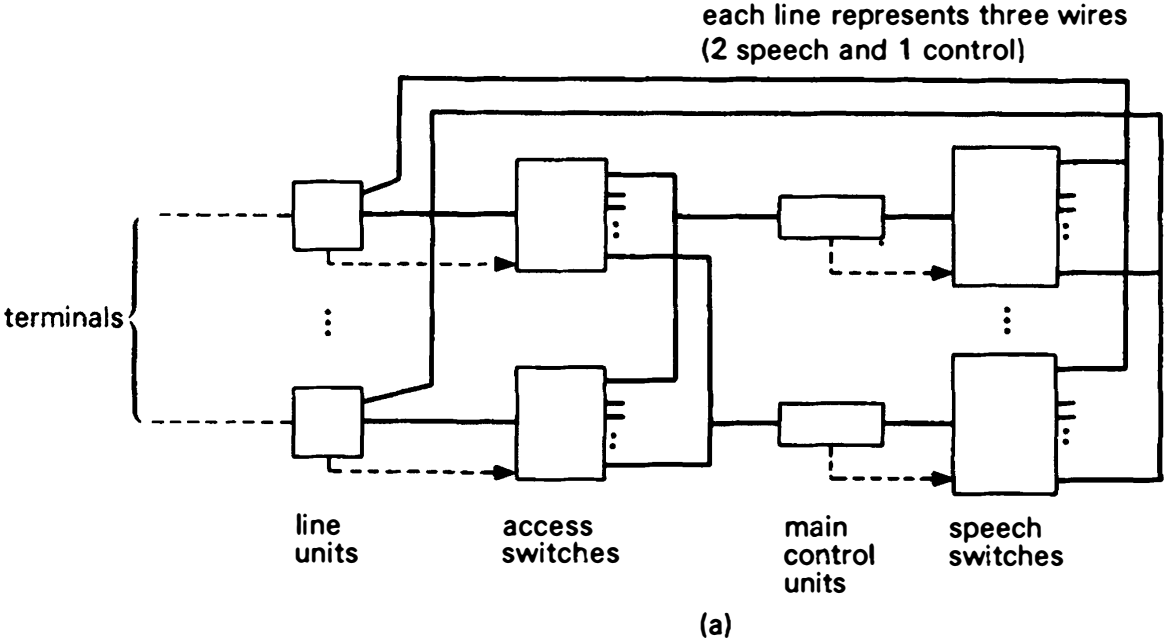 each line represents three wires
(2 speech and 1 control)
terminals
line
units
access
switches
main
control
units
speech
switches
(a)